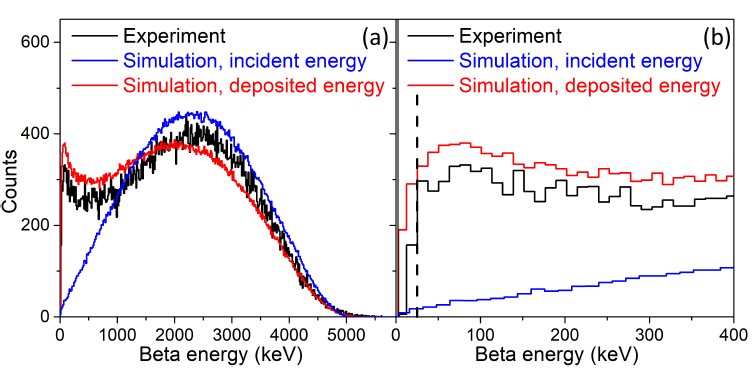 Experiment (a)
Simulation, incident energy
Simulation, deposited energy
600
400
200
0
Counts
0 1000 2000 3000 4000 5000
Beta energy (keV)
Experiment (b)
Simulation, incident energy
Simulation, deposited energy
0 100 200 300 400
Beta energy (keV)